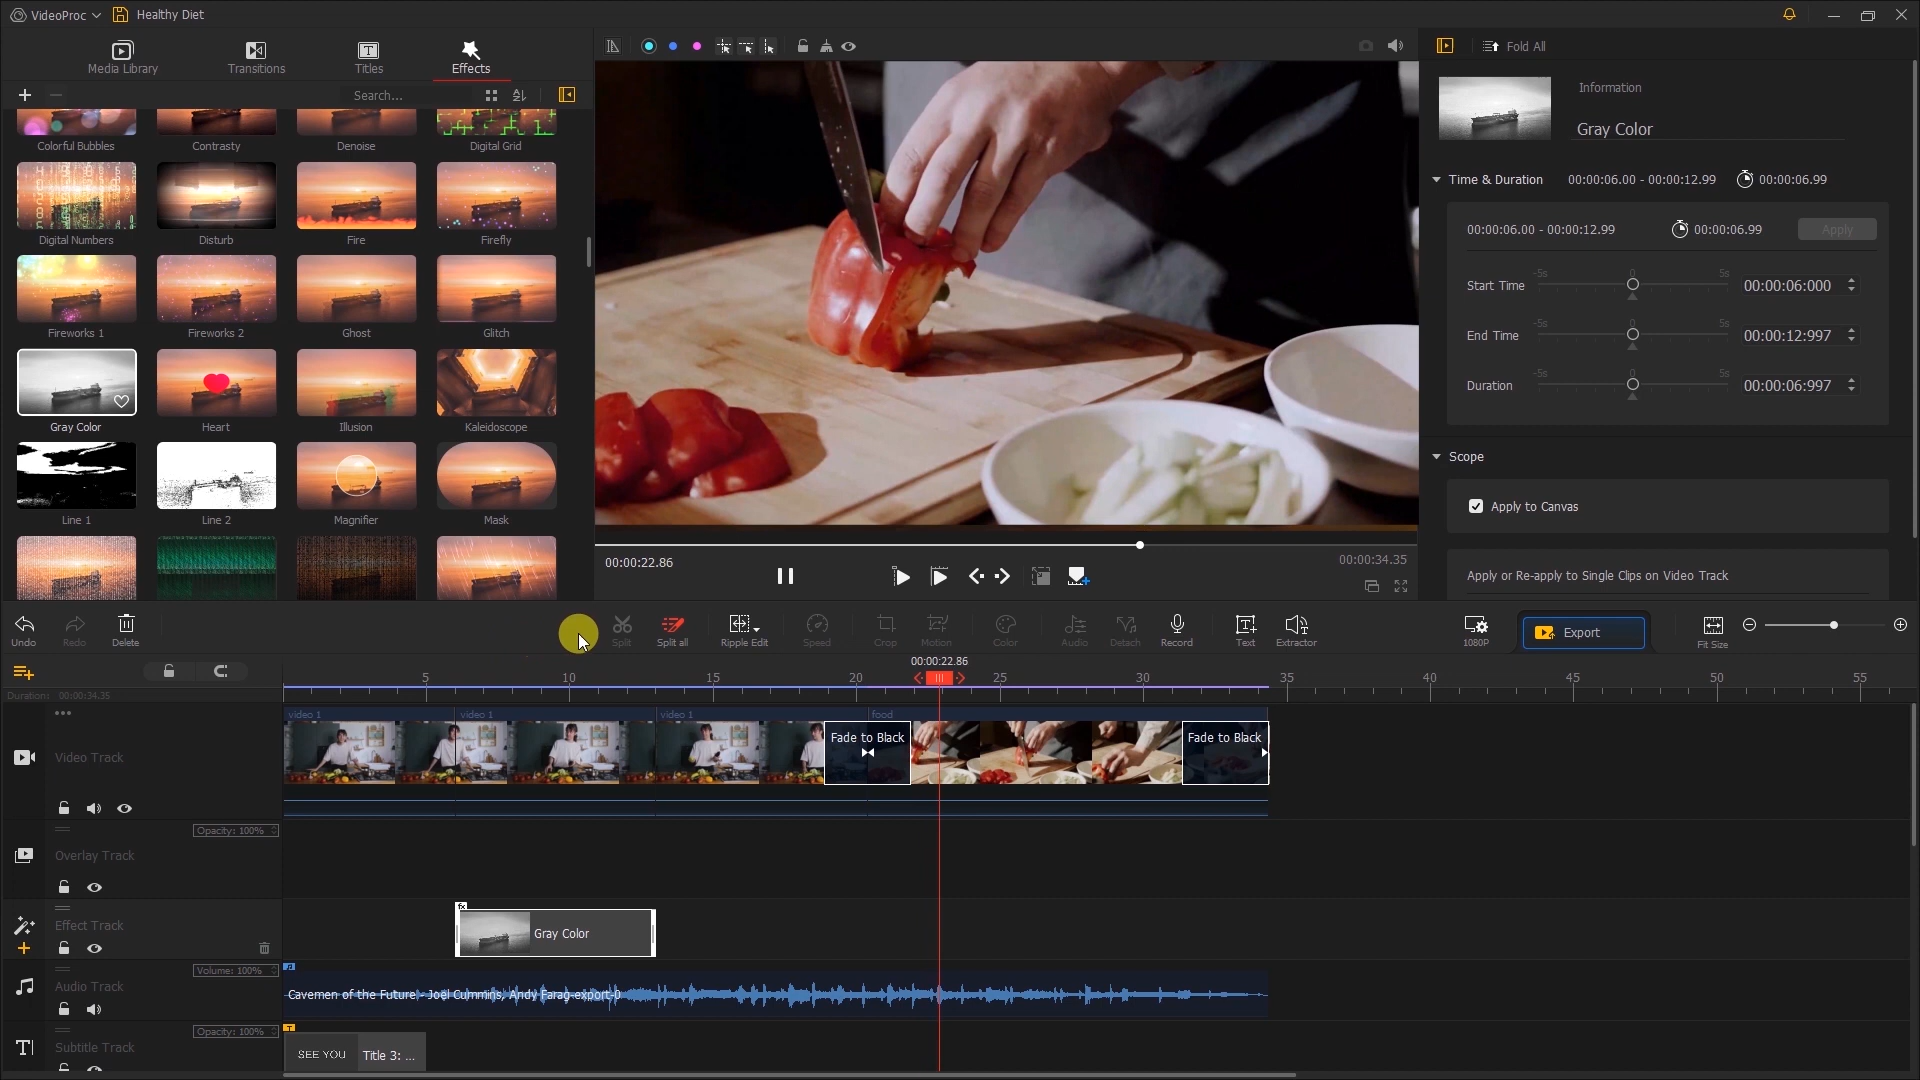 VideoProc
Healthy Diet
Media Library
Transitions
Titles
Effects
Search...
Fold All
Colorful Bubbles
Contrasty
Denoise
Digital Grid
Digital Numbers
Disturb
Fire
Firefly
Fireworks 1
Fireworks 2
Ghost
Glitch
Gray Color
Heart
Illusion
Kaleidoscope
Line 1
Line 2
Magnifier
Mask
00:00:22.86
00:00:34.35
Information
Gray Color
Time & Duration
00:00:06.00 - 00:00:12.99
00:00:06.99
00:00:06.00 - 00:00:12.99
00:00:06.99
Apply
Start Time
-5s
0
5s
00:00:06:000
End Time
-5s
0
5s
00:00:12:997
Duration
-5s
0
5s
00:00:06:997
Scope
Apply to Canvas
Apply or Re-apply to Single Clips on Video Track
Undo
Redo
Delete
Split
Split all
Ripple Edit
Speed
Crop
Motion
Color
Audio
Detach
Record
Text
Extractor
1080P
Export
Fit Size
00:00:22.86
5
10
15
20
25
30
35
40
45
50
55
Duration: 00:00:34.35
video 1
video 1
video 1
food
Fade to Black
Fade to Black
Video Track
Opacity: 100%
Overlay Track
Effect Track
fx
Gray Color
Volume: 100%
Audio Track
Cavemen of the Future - Joel Cummins, Andy Farag-export-0
Opacity: 100%
Subtitle Track
SEE YOU
Title 3: ...